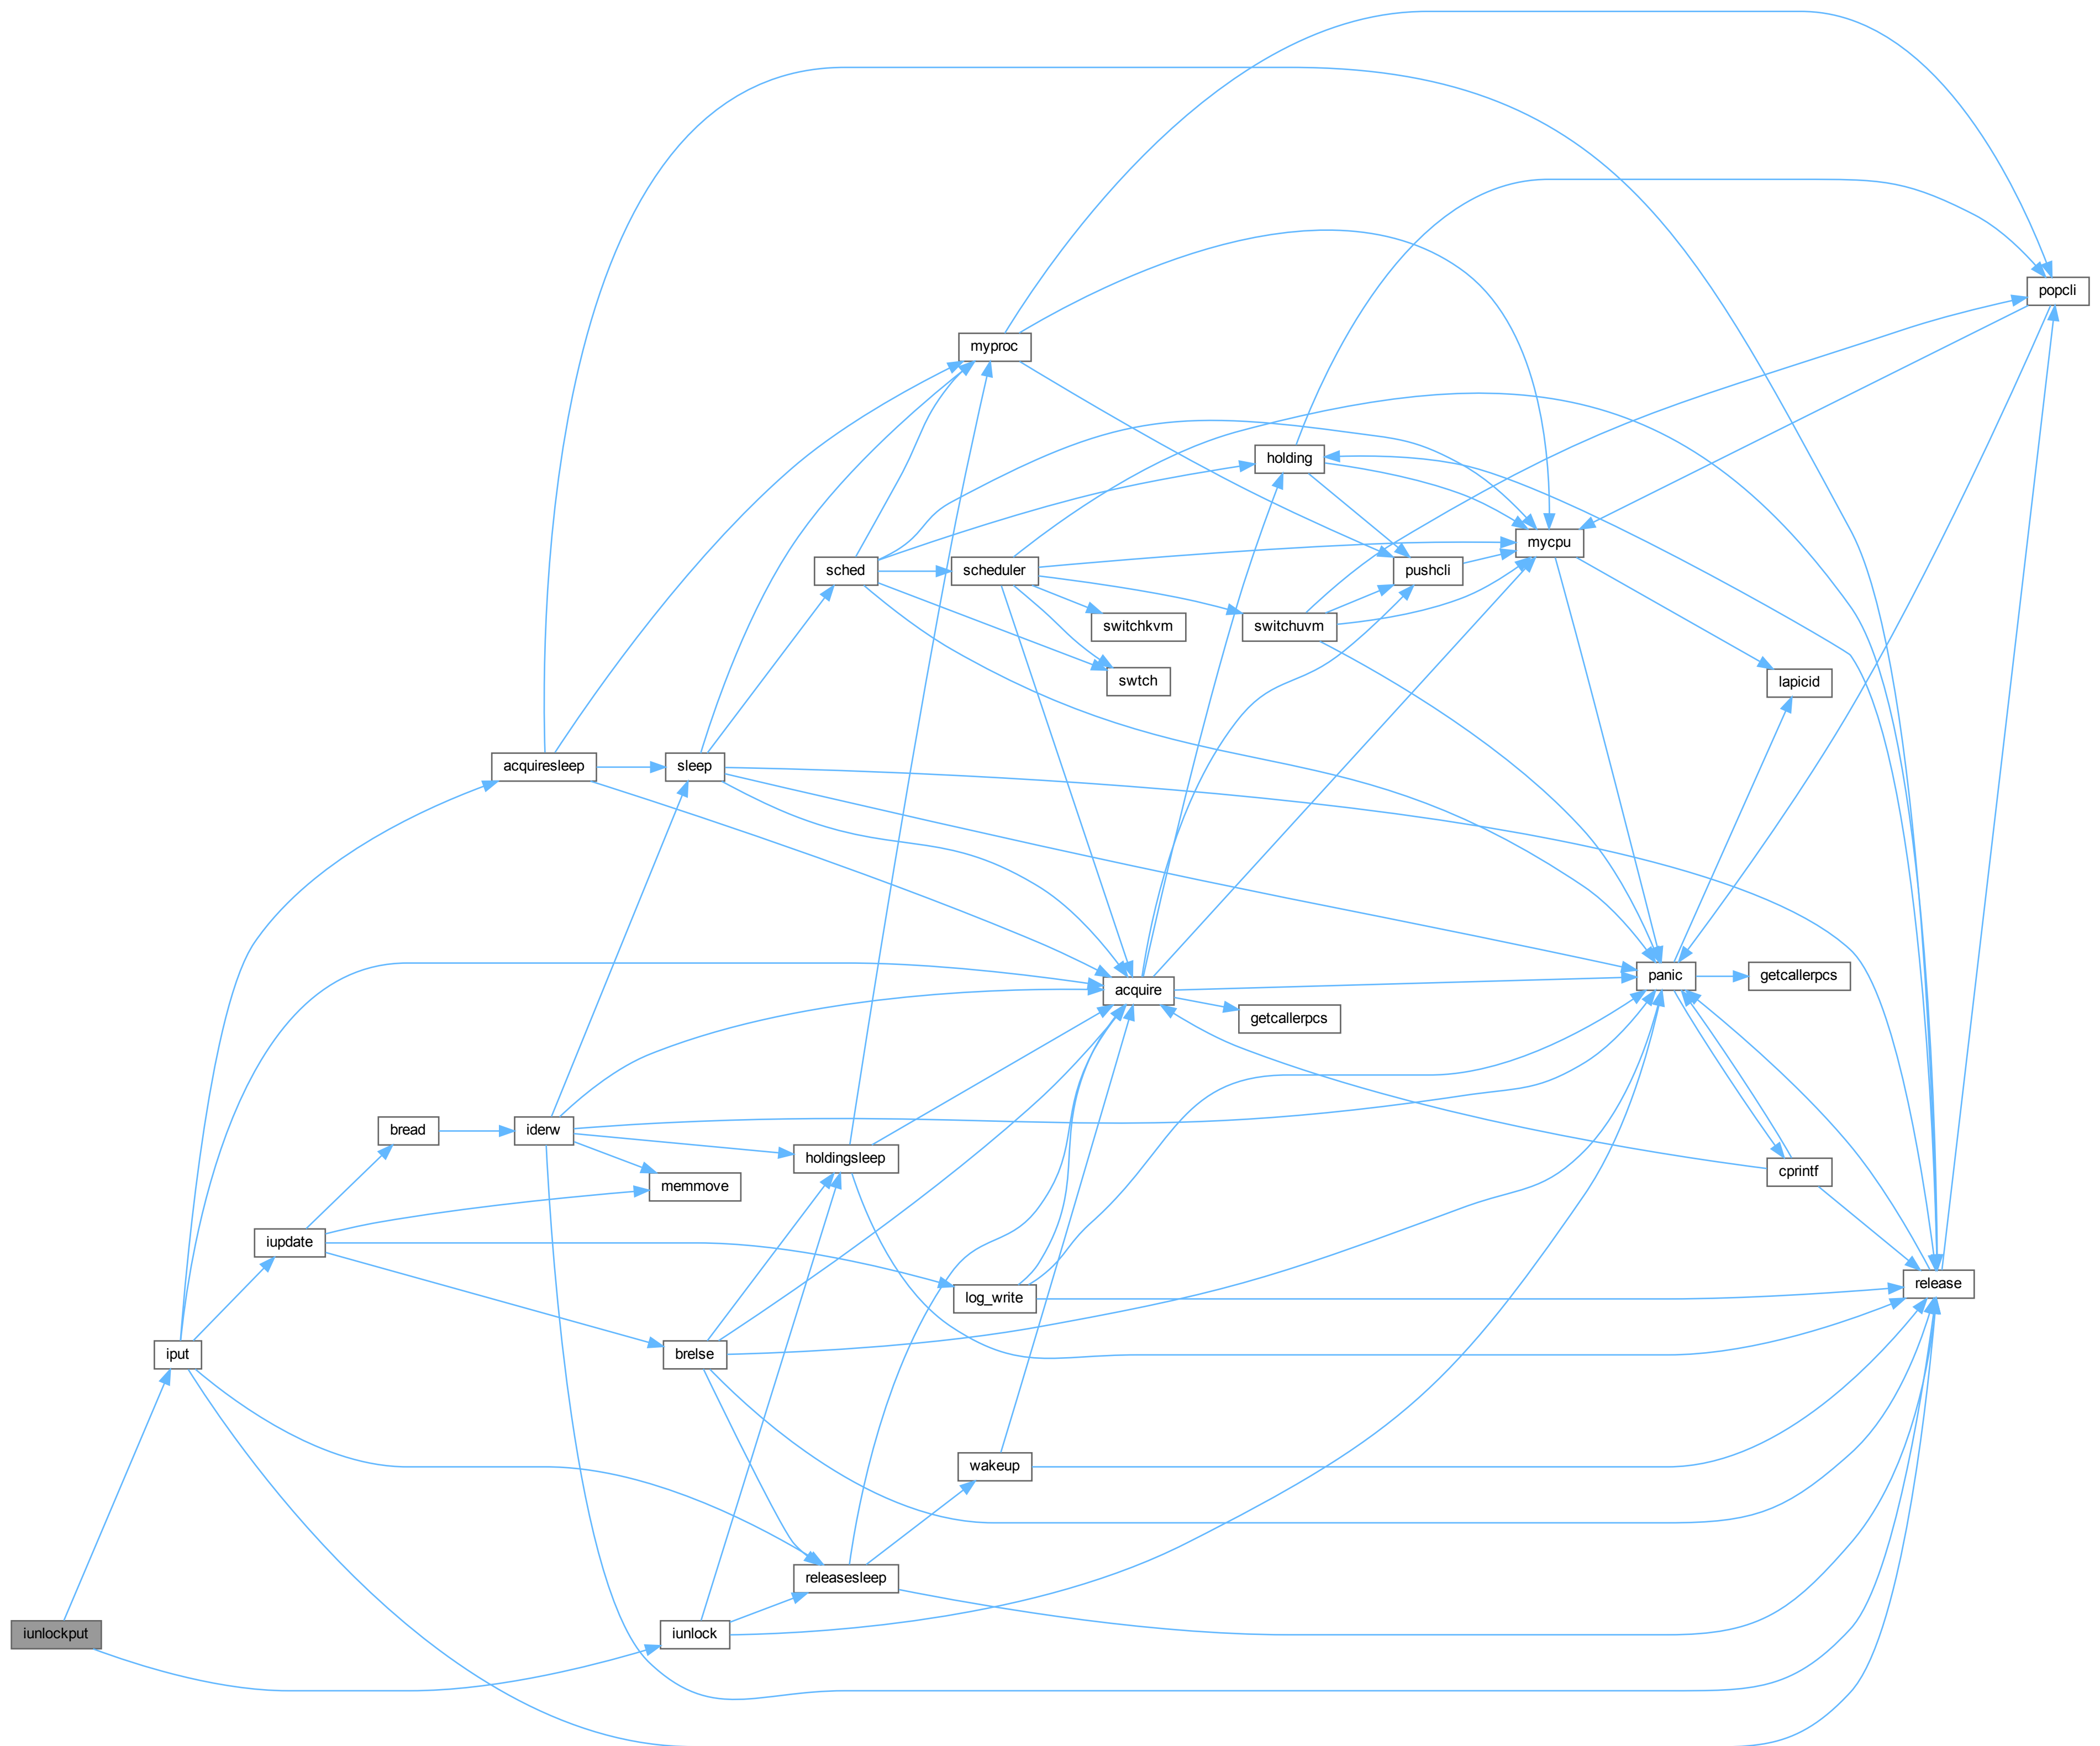 popcli
myproc
holding
mycpu
sched
scheduler
pushcli
switchkvm
switchuvm
swtch
lapicid
acquiresleep
sleep
acquire
panic
getcallerpcs
getcallerpcs
bread
iderw
holdingsleep
cprintf
memmove
iupdate
log_write
release
iput
brelse
wakeup
releasesleep
iunlockput
iunlock